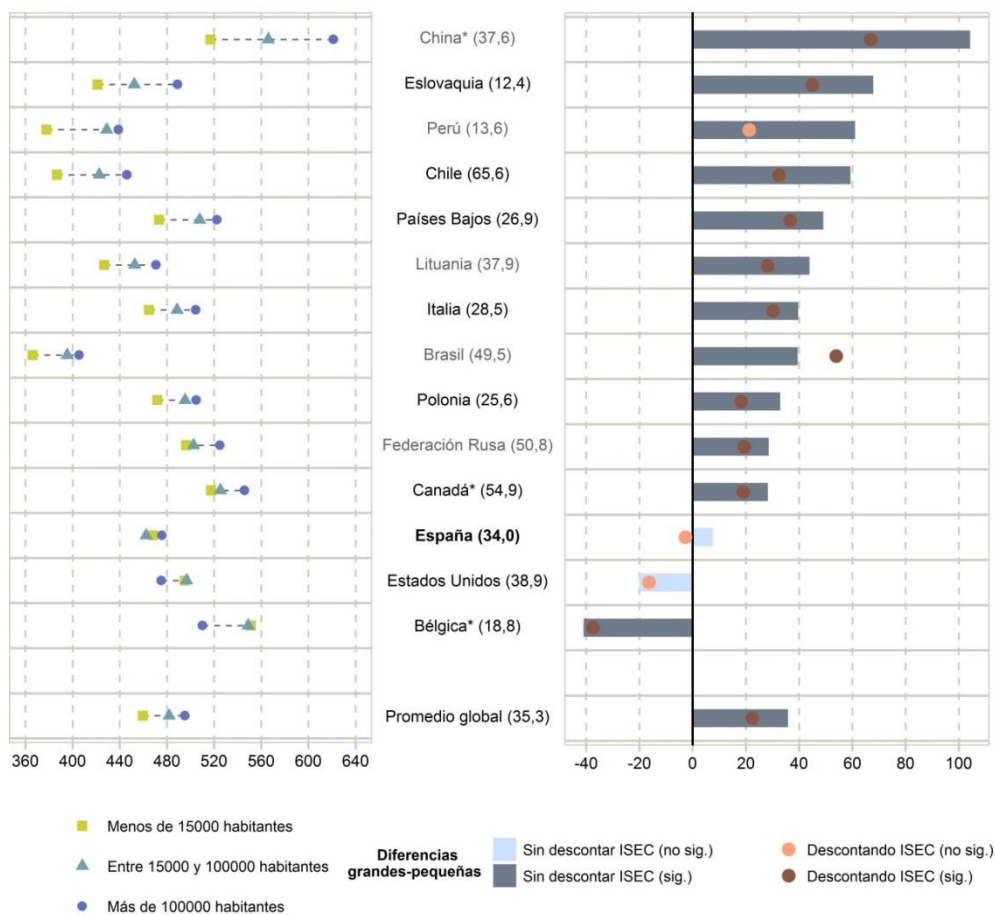 China* (37,6)
Eslovaquia (12,4)
Perú (13,6)
Chile (65,6)
Países Bajos (26,9)
Lituania (37,9)
Italia (28,5)
Brasil (49,5)
Polonia (25,6)
Federación Rusa (50,8)
Canadá* (54,9)
España (34,0)
Estados Unidos (38,9)
Bélgica* (18,8)
Promedio global (35,3)
360 400 440 480 520 560 600 640
-40 -20 0 20 40 60 80 100
Menos de 15000 habitantes
Entre 15000 y 100000 habitantes
Más de 100000 habitantes
Diferencias
grandes-pequeñas
Sin descontar ISEC (no sig.)
Sin descontar ISEC (sig.)
Descontando ISEC (no sig.)
Descontando ISEC (sig.)